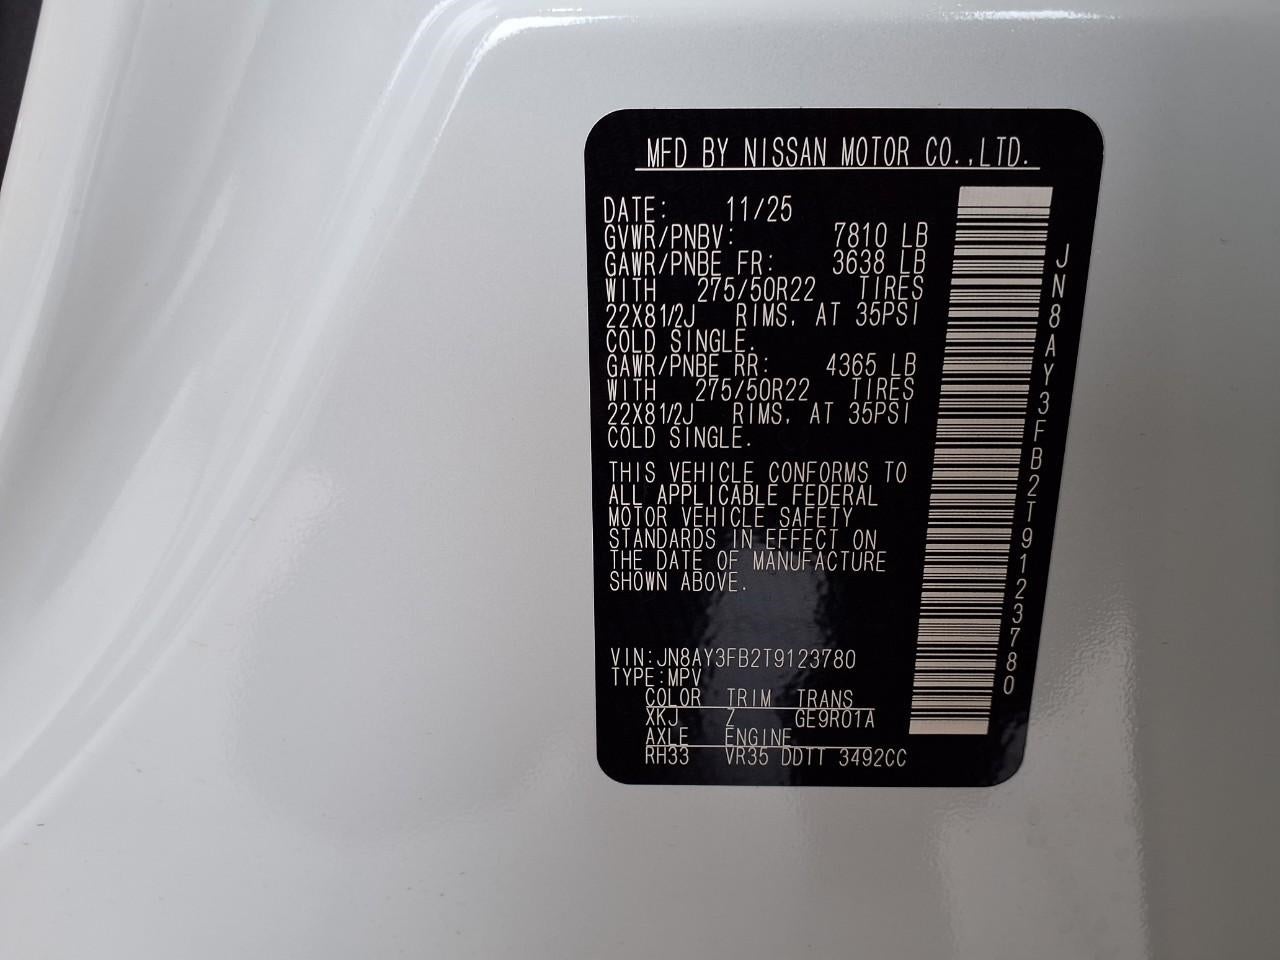 MFD BY NISSAN MOTOR CO.,LTD.
DATE: 11/25
GVWR/PNBV: 7810 LB
GAWR/PNBE FR: 3638 LB
WITH 275/50R22 TIRES
22X81/2J RIMS, AT 35PSI
COLD SINGLE.
GAWR/PNBE RR: 4365 LB
WITH 275/50R22 TIRES
22X81/2J RIMS, AT 35PSI
COLD SINGLE.
THIS VEHICLE CONFORMS TO
ALL APPLICABLE FEDERAL
MOTOR VEHICLE SAFETY
STANDARDS IN EFFECT ON
THE DATE OF MANUFACTURE
SHOWN ABOVE.
VIN:JN8AY3FB2T9123780
TYPE:MPV
COLOR TRIM TRANS
XKJ Z GE9R01A
AXLE ENGINE
RH33 VR35 DDTT 3492CC
JN8AY3FB2T9123780